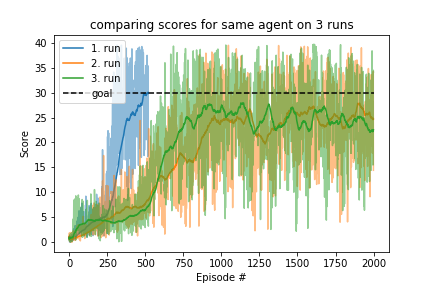 comparing scores for same agent on 3 runs
40
35
30
25
20
15
10
5
0
Score
1. run
2. run
3. run
goal
0 250 500 750 1000 1250 1500 1750 2000
Episode #